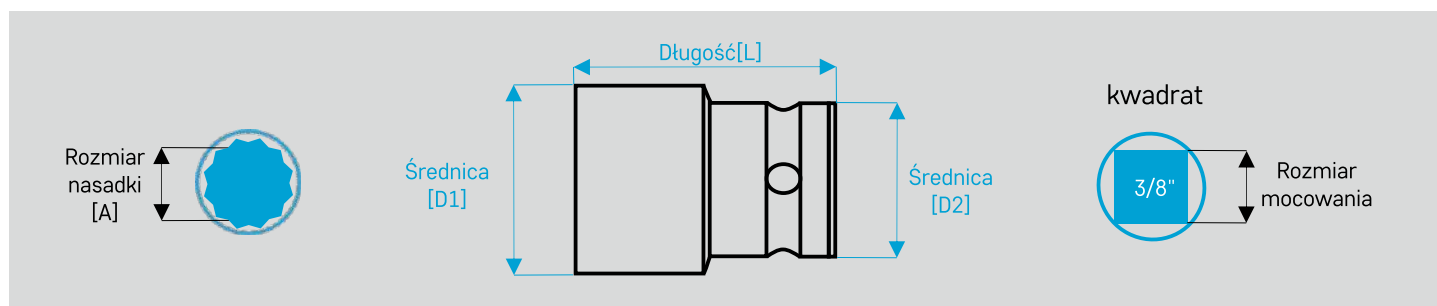 Rozmiar
nasadki
[A]
Długość[L]
Średnica
[D1]
Średnica
[D2]
kwadrat
3/8"
Rozmiar
mocowania